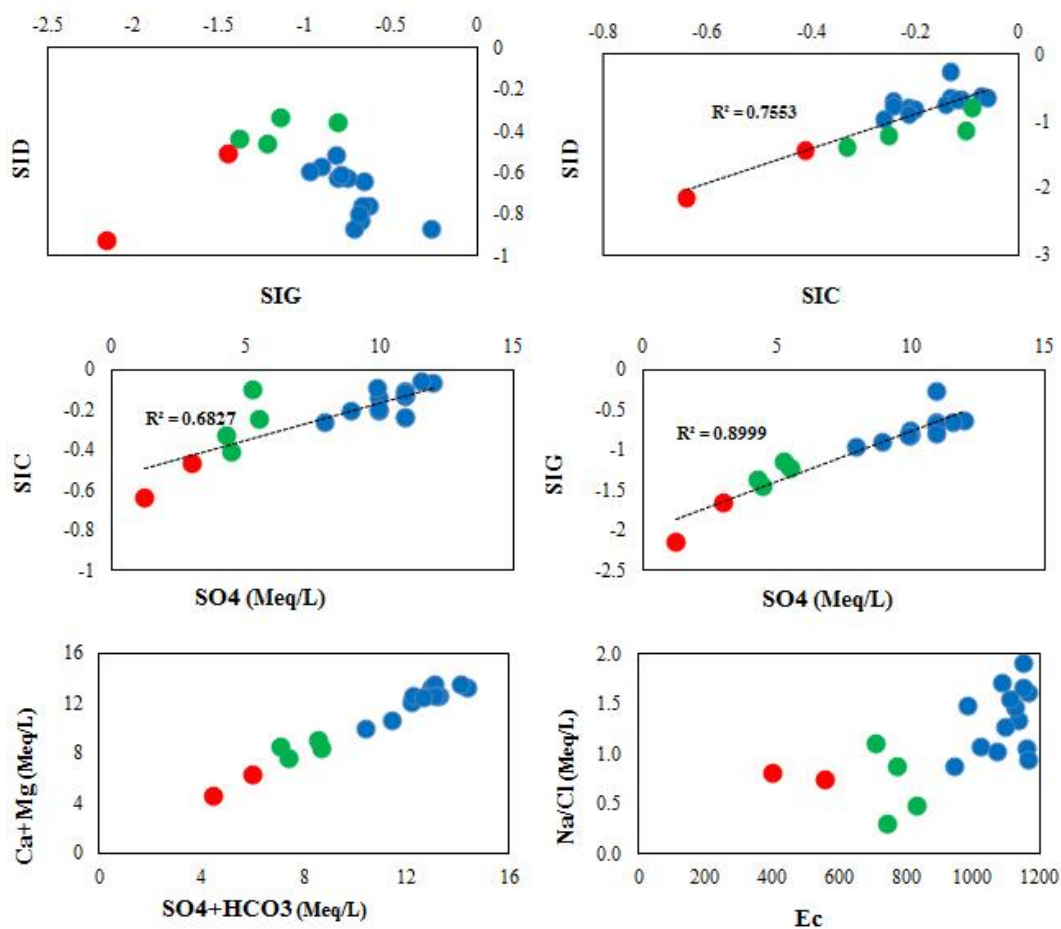 -2.5 -2 -1.5 -1 -0.5 0
0
-0.2
-0.4
-0.6
-0.8
-1
SID
SIG
-0.8 -0.6 -0.4 -0.2 0
0
-1
-2
-3
R² = 0.7553
SID
SIC
0 5 10 15
0
-0.2
-0.4
-0.6
-0.8
-1
R² = 0.6827
SIC
SO4 (Meq/L)
0 5 10 15
0
-0.5
-1
-1.5
-2
-2.5
R² = 0.8999
SIG
SO4 (Meq/L)
16
12
8
4
0
0 4 8 12 16
Ca+Mg (Meq/L)
SO4+HCO3 (Meq/L)
2.0
1.5
1.0
0.5
0.0
0 200 400 600 800 1000 1200
Na/Cl (Meq/L)
Ec